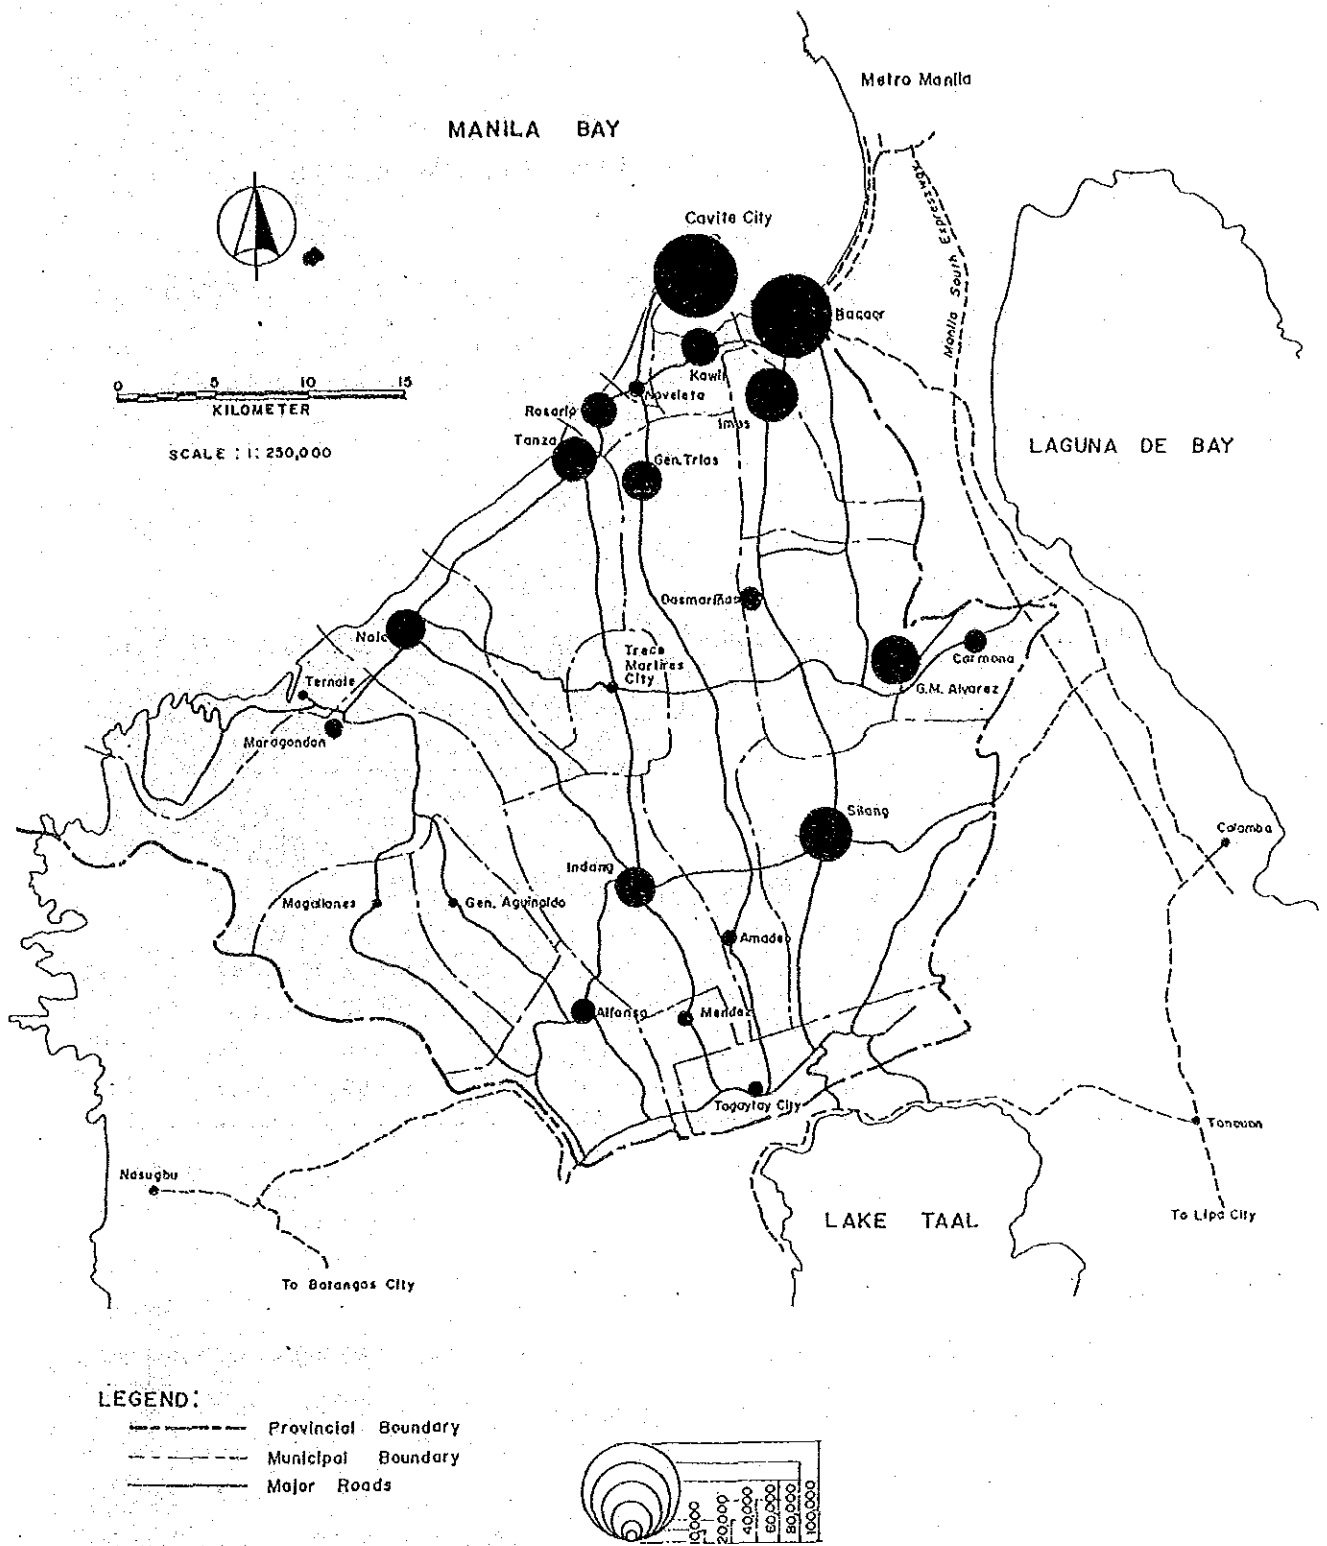 Metro Manila
MANILA BAY
Manila South Expressway
Cavite City
Bacoor
Kawit
Noveleta
Rosario
Imus
Tanza
Gen. Trias
LAGUNA DE BAY
0 5 10 15
KILOMETER
SCALE : 1: 250,000
Dasmariñas
Naic
Trece
Martires
City
Carmona
Ternate
G.M. Alvarez
Maragondon
Silang
Calamba
Indang
Magallanes
Gen. Aguinaldo
Amadeo
Alfonso
Mendez
Tagaytay City
Tanauan
Nasugbu
LAKE TAAL
To Lipa City
To Batangas City
LEGEND:
Provincial Boundary
Municipal Boundary
Major Roads
10,000
20,000
40,000
60,000
80,000
100,000